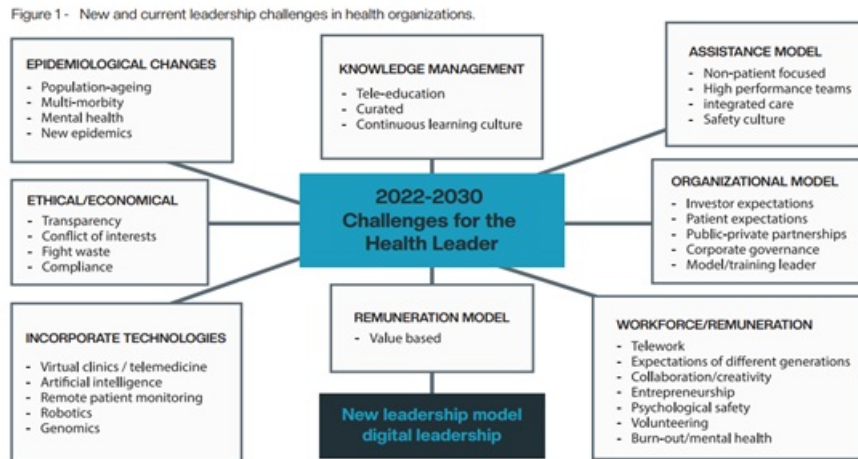 Figure 1 - New and current leadership challenges in health organizations.
EPIDEMIOLOGICAL CHANGES
- Population-ageing
- Multi-morbity
- Mental health
- New epidemics
KNOWLEDGE MANAGEMENT
- Tele-education
- Curated
- Continuous learning culture
ASSISTANCE MODEL
- Non-patient focused
- High performance teams
- integrated care
- Safety culture
ETHICAL/ECONOMICAL
- Transparency
- Conflict of interests
- Fight waste
- Compliance
2022-2030
Challenges for the
Health Leader
ORGANIZATIONAL MODEL
- Investor expectations
- Patient expectations
- Public-private partnerships
- Corporate governance
- Model/training leader
INCORPORATE TECHNOLOGIES
- Virtual clinics / telemedicine
- Artificial intelligence
- Remote patient monitoring
- Robotics
- Genomics
REMUNERATION MODEL
- Value based
New leadership model
digital leadership
WORKFORCE/REMUNERATION
- Telework
- Expectations of different generations
- Collaboration/creativity
- Entrepreneurship
- Psychological safety
- Volunteering
- Burn-out/mental health